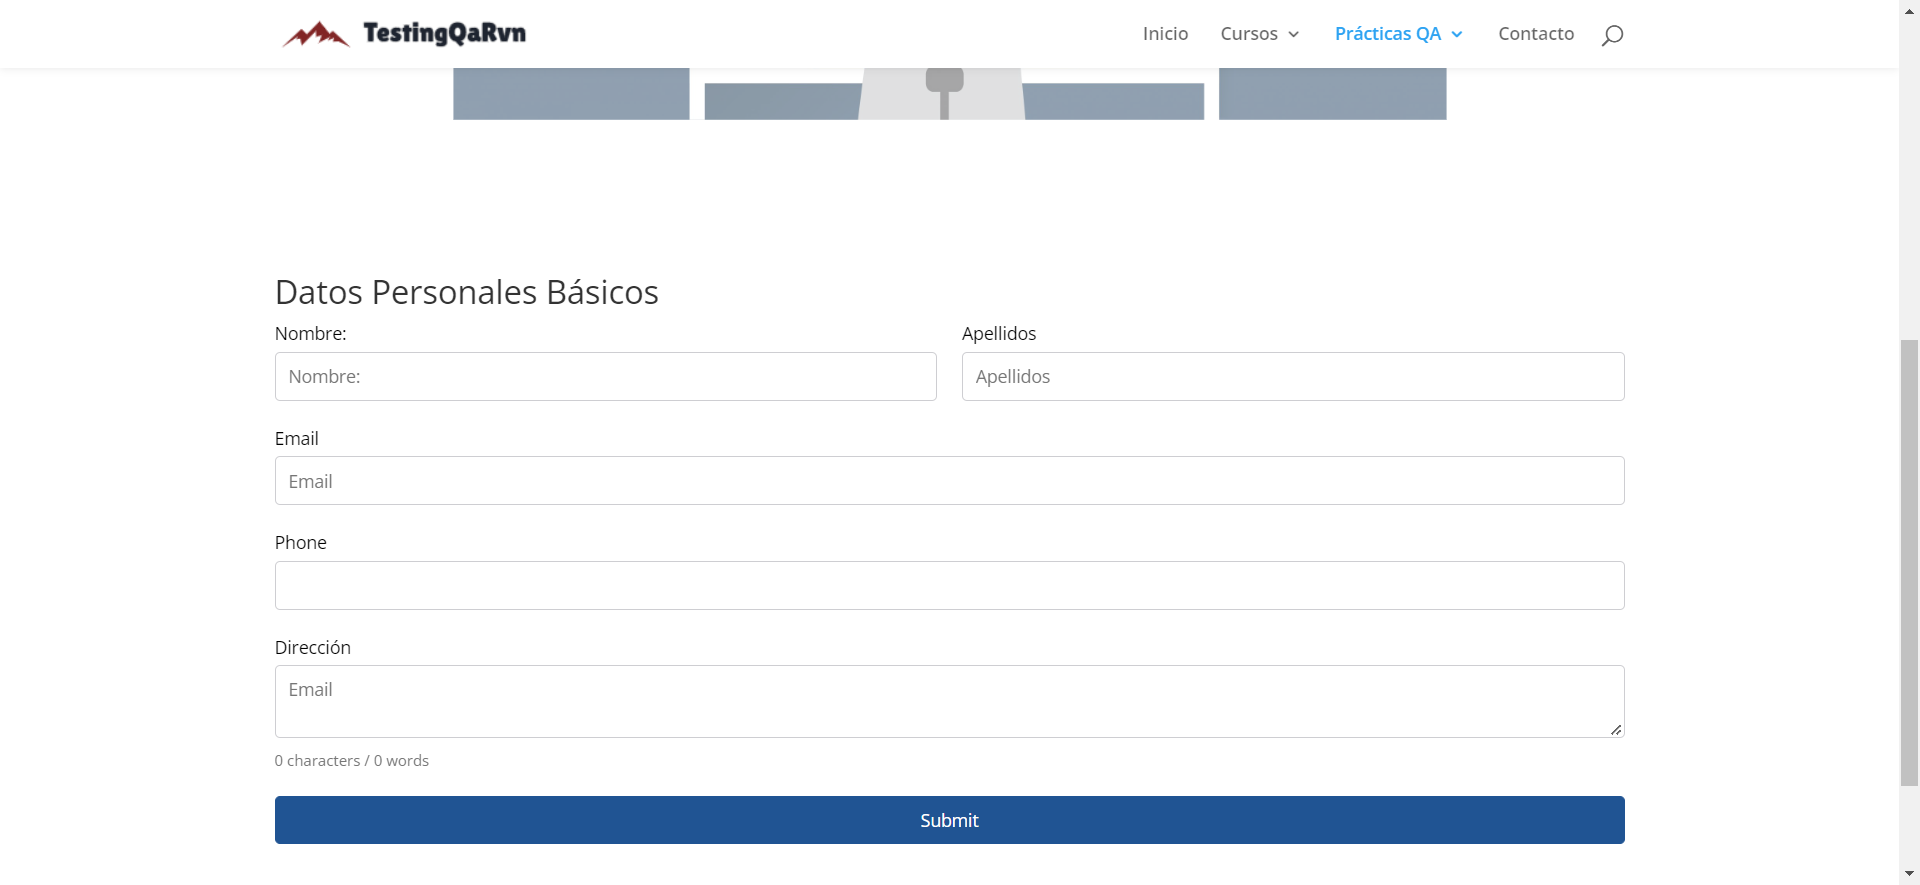 TestingQaRvn
Inicio Cursos Prácticas QA Contacto
Datos Personales Básicos
Nombre: Apellidos
Nombre: Apellidos
Email
Email
Phone
Dirección
Email
0 characters / 0 words
Submit